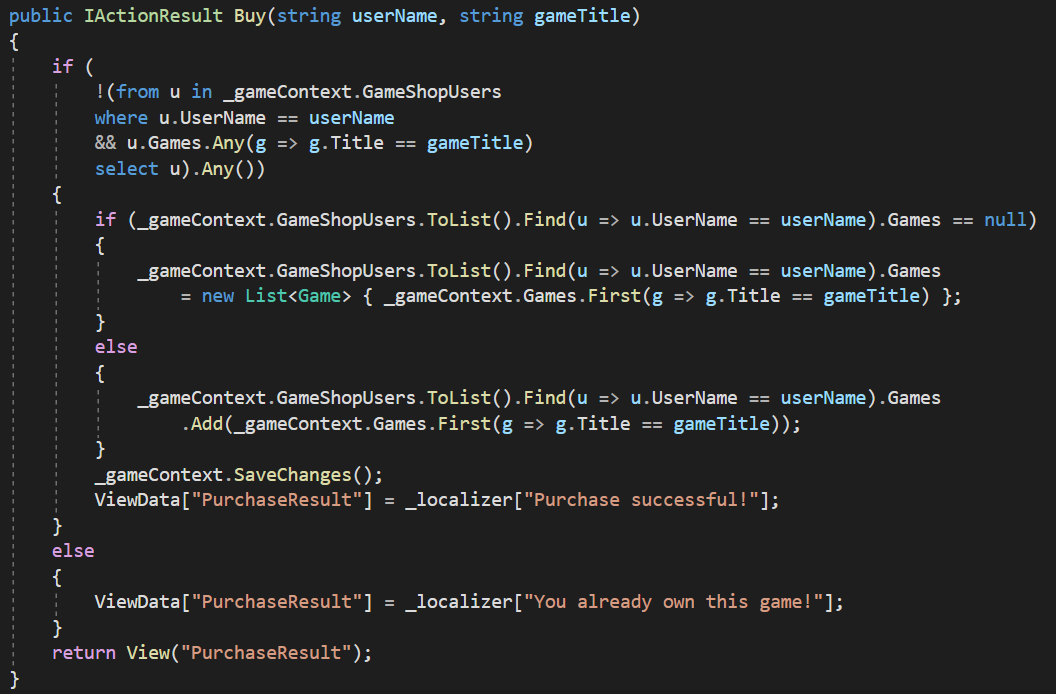 public IActionResult Buy(string userName, string gameTitle)
{
if (
!(from u in _gameContext.GameShopUsers
where u.UserName == userName
&& u.Games.Any(g => g.Title == gameTitle)
select u).Any())
{
if (_gameContext.GameShopUsers.ToList().Find(u => u.UserName == userName).Games == null)
{
_gameContext.GameShopUsers.ToList().Find(u => u.UserName == userName).Games
= new List<Game> { _gameContext.Games.First(g => g.Title == gameTitle) };
}
else
{
_gameContext.GameShopUsers.ToList().Find(u => u.UserName == userName).Games
.Add(_gameContext.Games.First(g => g.Title == gameTitle));
}
_gameContext.SaveChanges();
ViewData["PurchaseResult"] = _localizer["Purchase successful!"];
}
else
{
ViewData["PurchaseResult"] = _localizer["You already own this game!"];
}
return View("PurchaseResult");
}